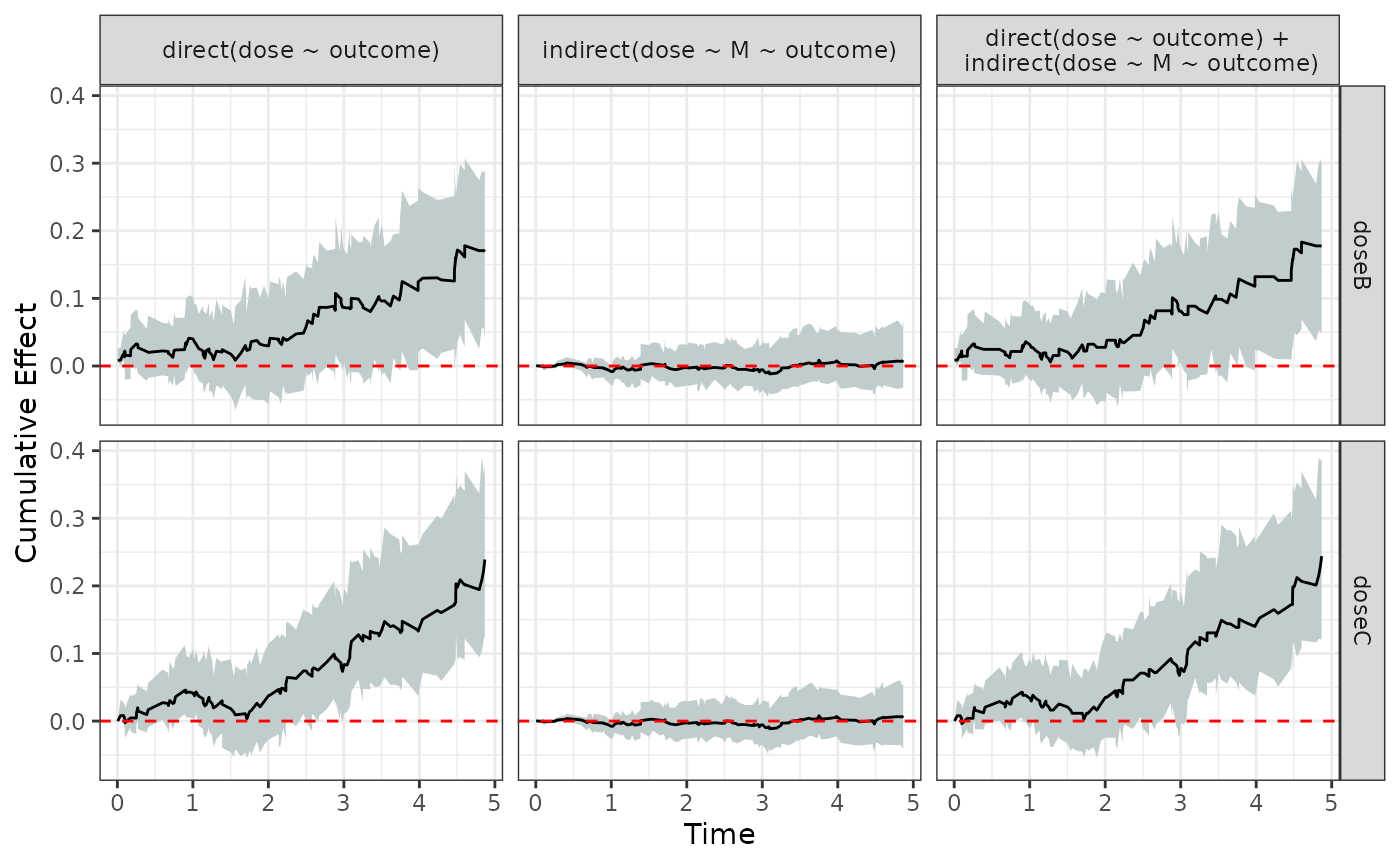 direct(dose ~ outcome)
indirect(dose ~ M ~ outcome)
direct(dose ~ outcome) +
indirect(dose ~ M ~ outcome)
Cumulative Effect
0.4
0.3
0.2
0.1
0.0
doseB
0.4
0.3
0.2
0.1
0.0
doseC
0 1 2 3 4 5
0 1 2 3 4 5
0 1 2 3 4 5
Time